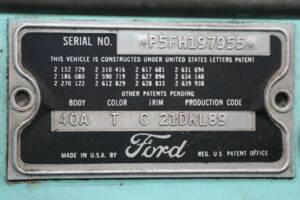 SERIAL NO. *P5FH197955*
THIS VEHICLE IS CONSTRUCTED UNDER UNITED STATES LETTERS PATENT
2 132 729 2 310 416 2 617 681 2 631 694
2 186 080 2 590 719 2 627 894 2 634 148
2 270 122 2 612 829 2 628 833 2 639 938
OTHER PATENTS PENDING
BODY COLOR TRIM PRODUCTION CODE
40A T C 21DKL89
MADE IN U.S.A. BY Ford REG. U.S. PATENT OFFICE